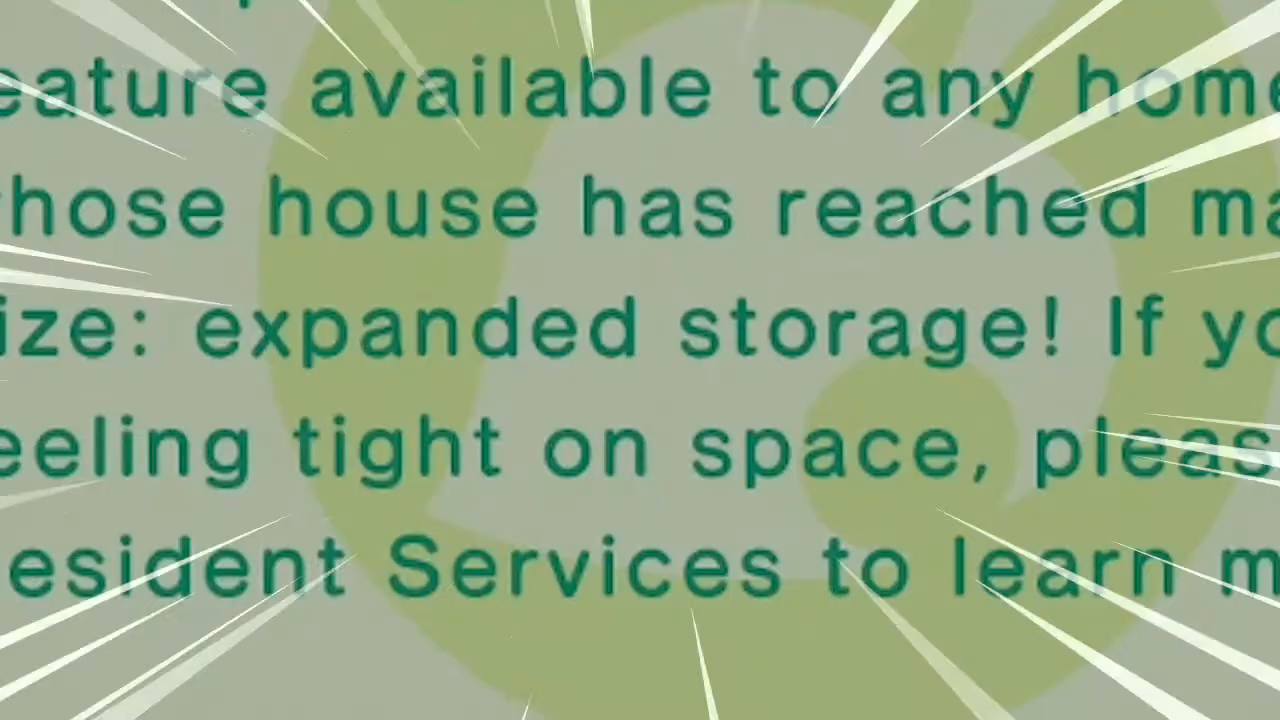 eature available to any home
hose house has reached ma
ize: expanded storage! If yo
eeling tight on space, pleas
esident Services to learn m